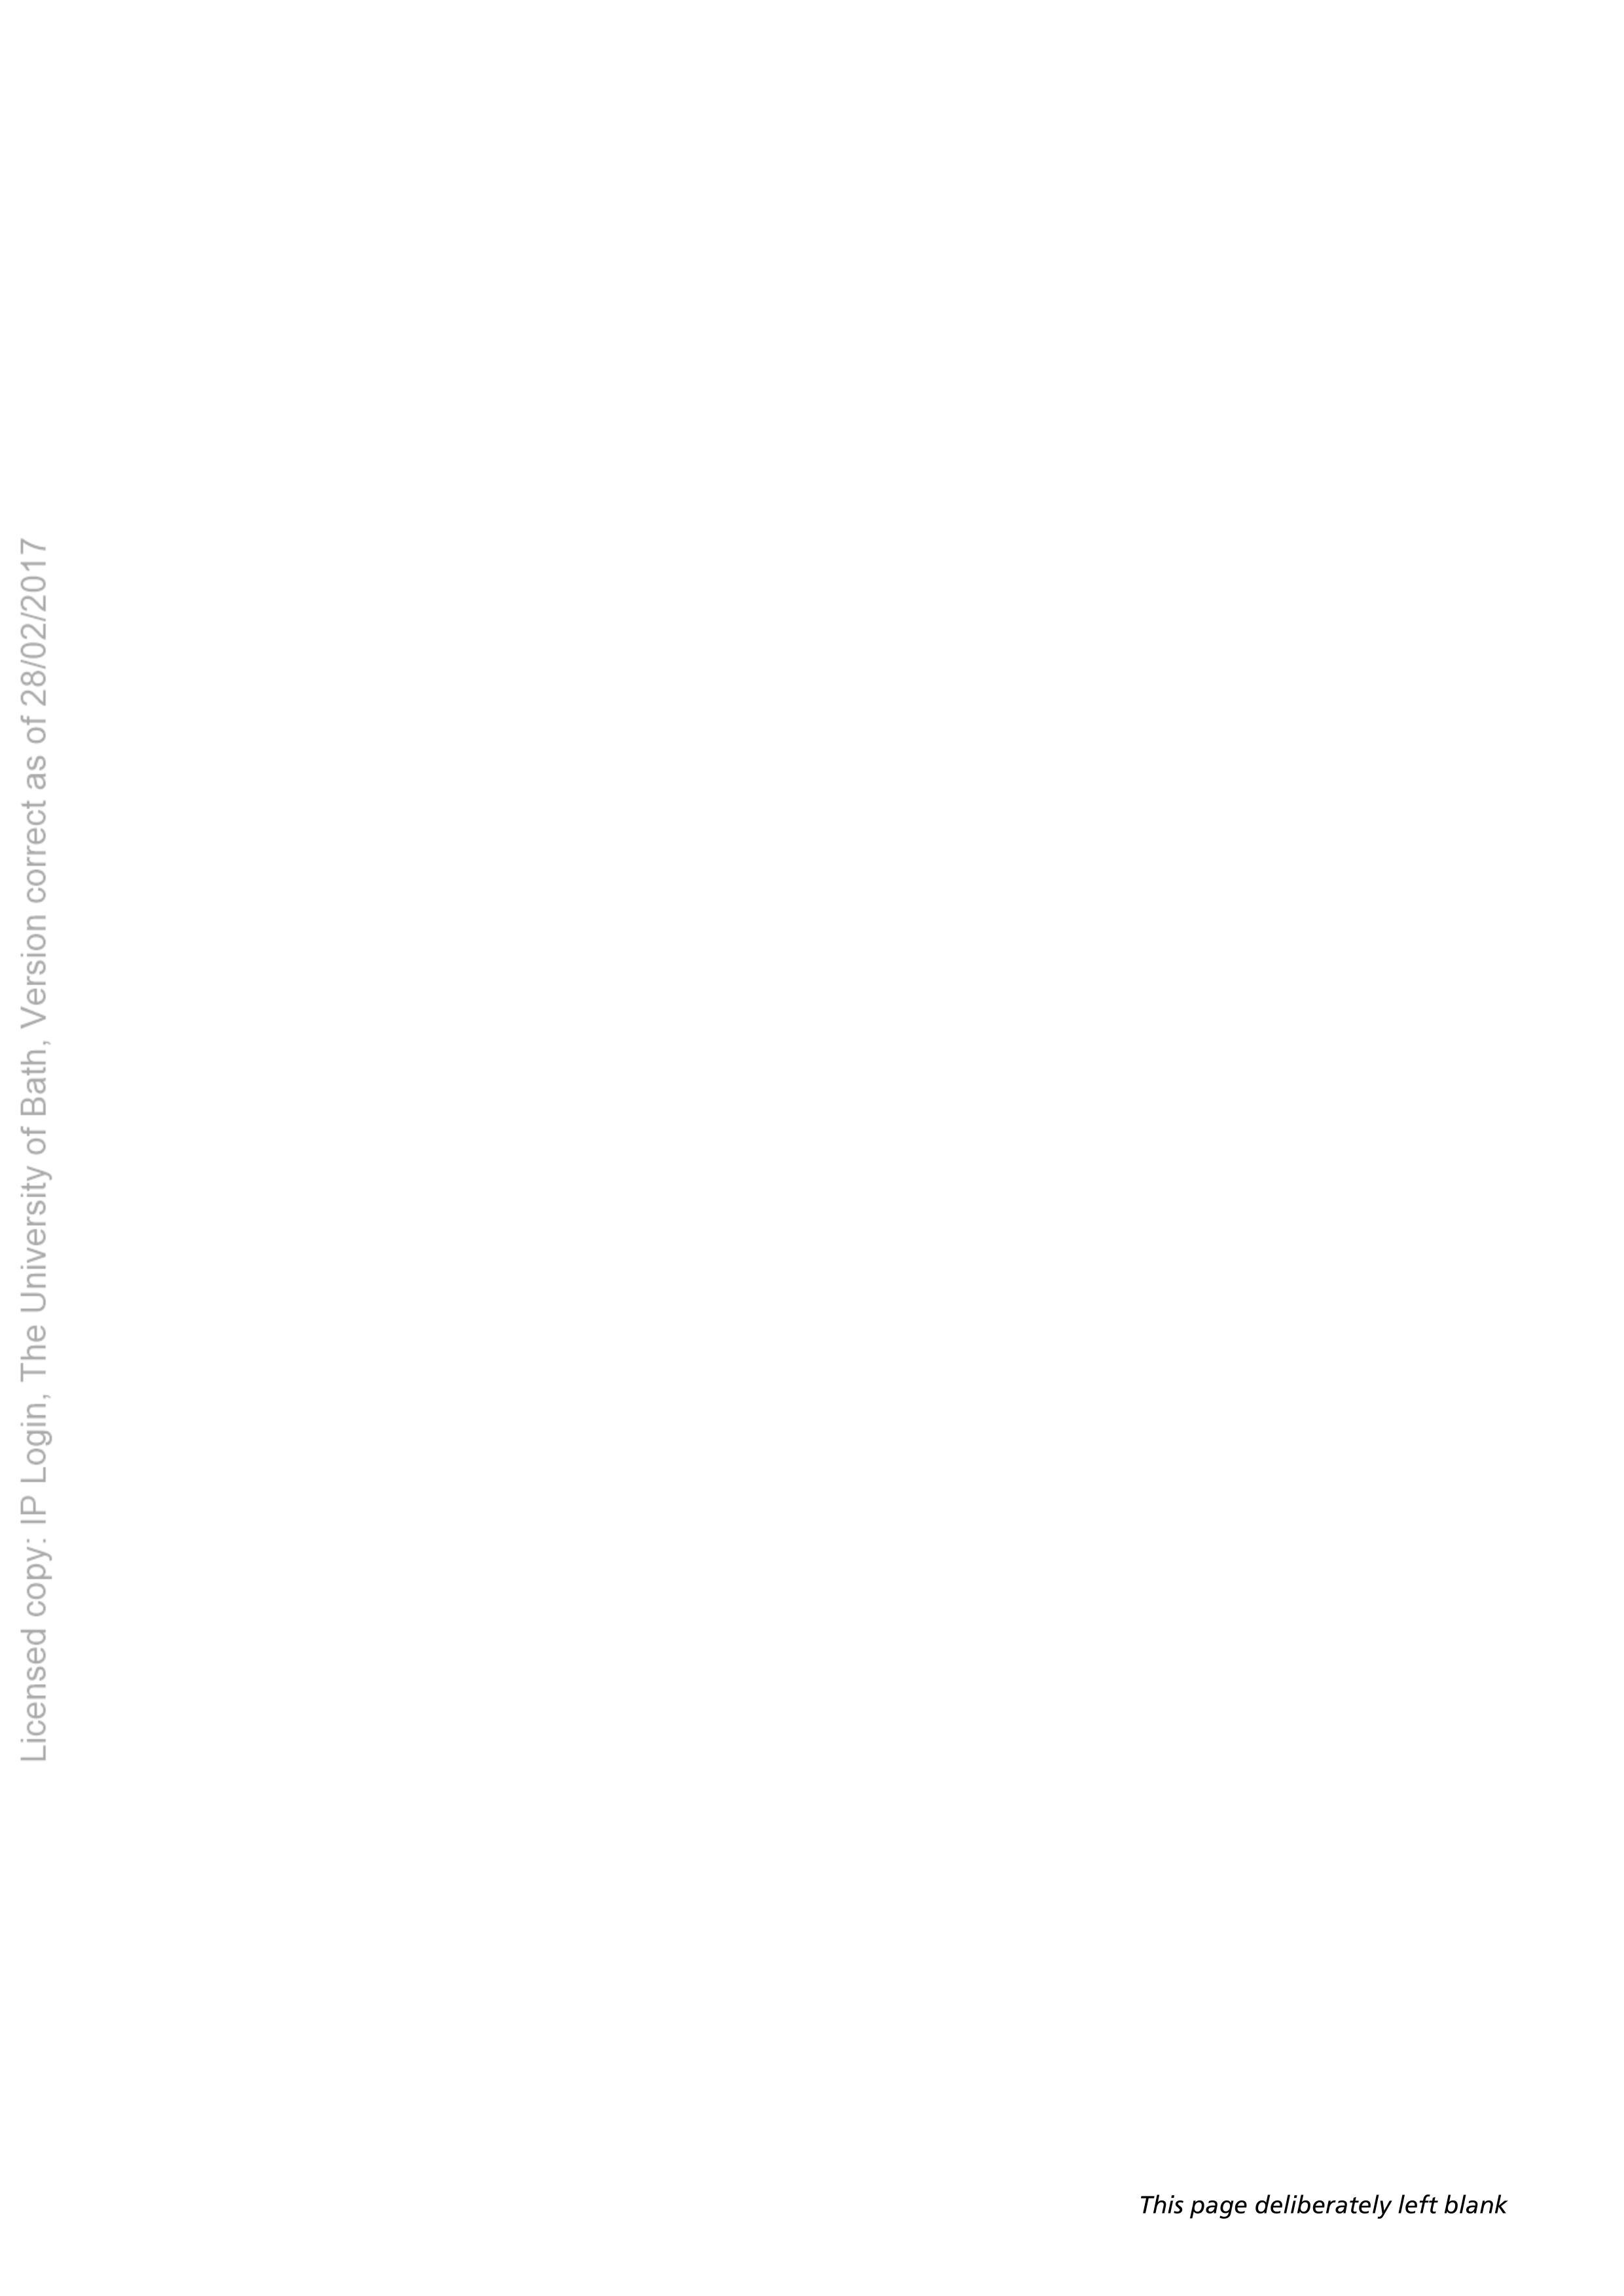 Licensed copy: IP Login, The University of Bath, Version correct as of 28/02/2017
This page deliberately left blank